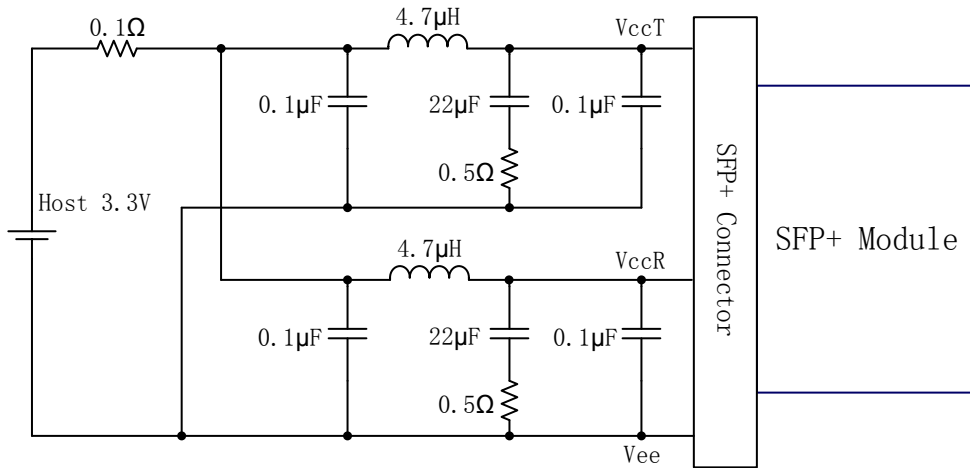 4.7μH
0.1Ω
VccT
0.1μF
22μF
0.1μF
0.5Ω
Host 3.3V
SFP+ Connector
SFP+ Module
4.7μH
VccR
0.1μF
22μF
0.1μF
0.5Ω
Vee